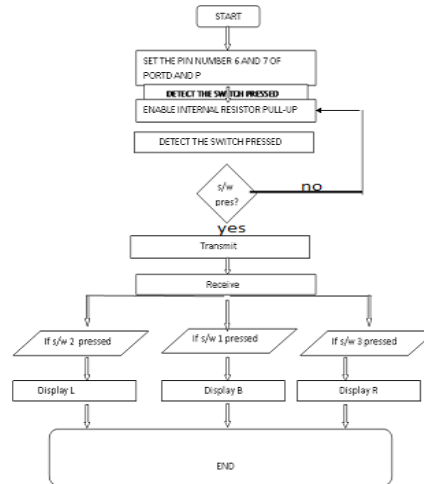 START
SET THE PIN NUMBER 6 AND 7 OF
PORTD AND P
DETECT THE SWITCH PRESSED
ENABLE INTERNAL RESISTOR PULL-UP
DETECT THE SWITCH PRESSED
s/w
pres?
no
yes
Transmit
Receive
If s/w 2 pressed
If s/w 1 pressed
If s/w 3 pressed
Display L
Display B
Display R
END